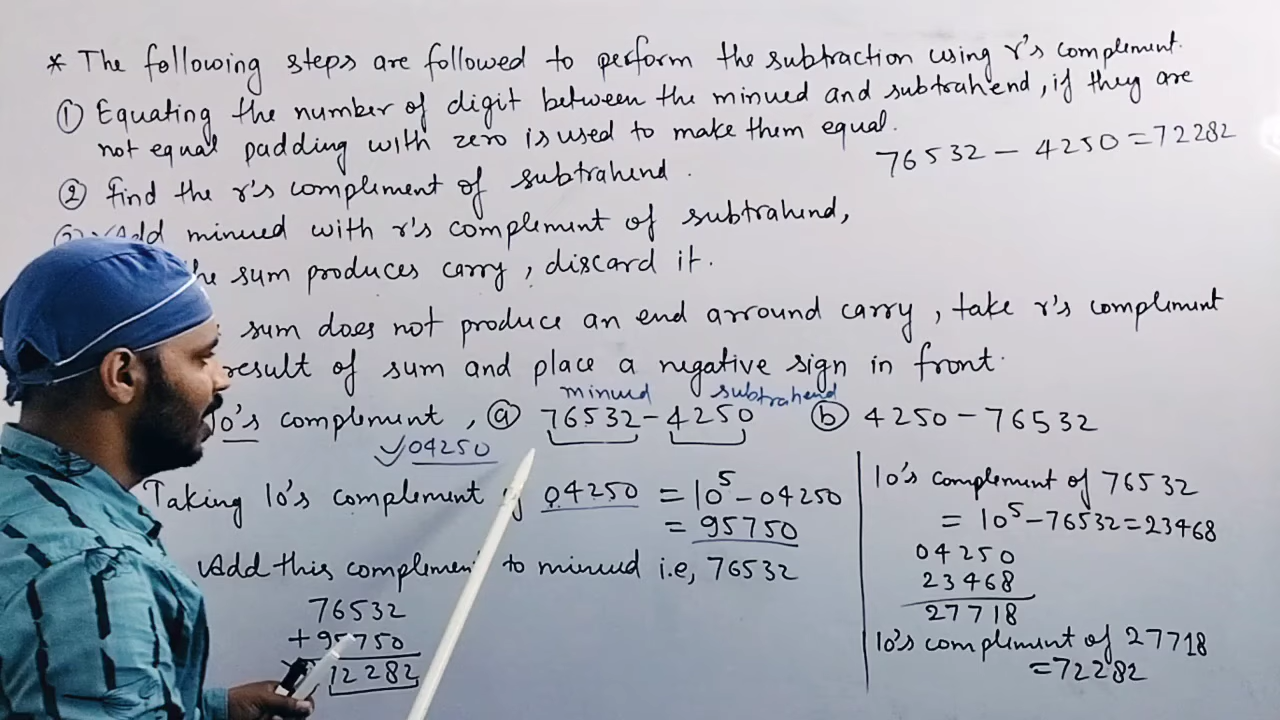 * The following steps are followed to perform the subtraction using r's complement.
① Equating the number of digit between the minued and subtrahend, if they are
not equal padding with zero is used to make them equal.
76532 - 4250 = 72282
② find the r's complement of subtrahend.
Add minued with r's complement of subtrahend,
sum produces carry, discard it.
sum does not produce an end arround carry, take r's compliment
result of sum and place a negative sign in front.
minued subtrahend
10's complement, ⓐ 76532 - 4250 ⓑ 4250 - 76532
✓04250
Taking 10's complement 04250 = 10⁵ - 04250
= 95750
Add this complement to minued i.e, 76532
76532
+ 95750
12282
10's complement of 76532
= 10⁵ - 76532 = 23468
04250
23468
27718
10's complement of 27718
= 72282